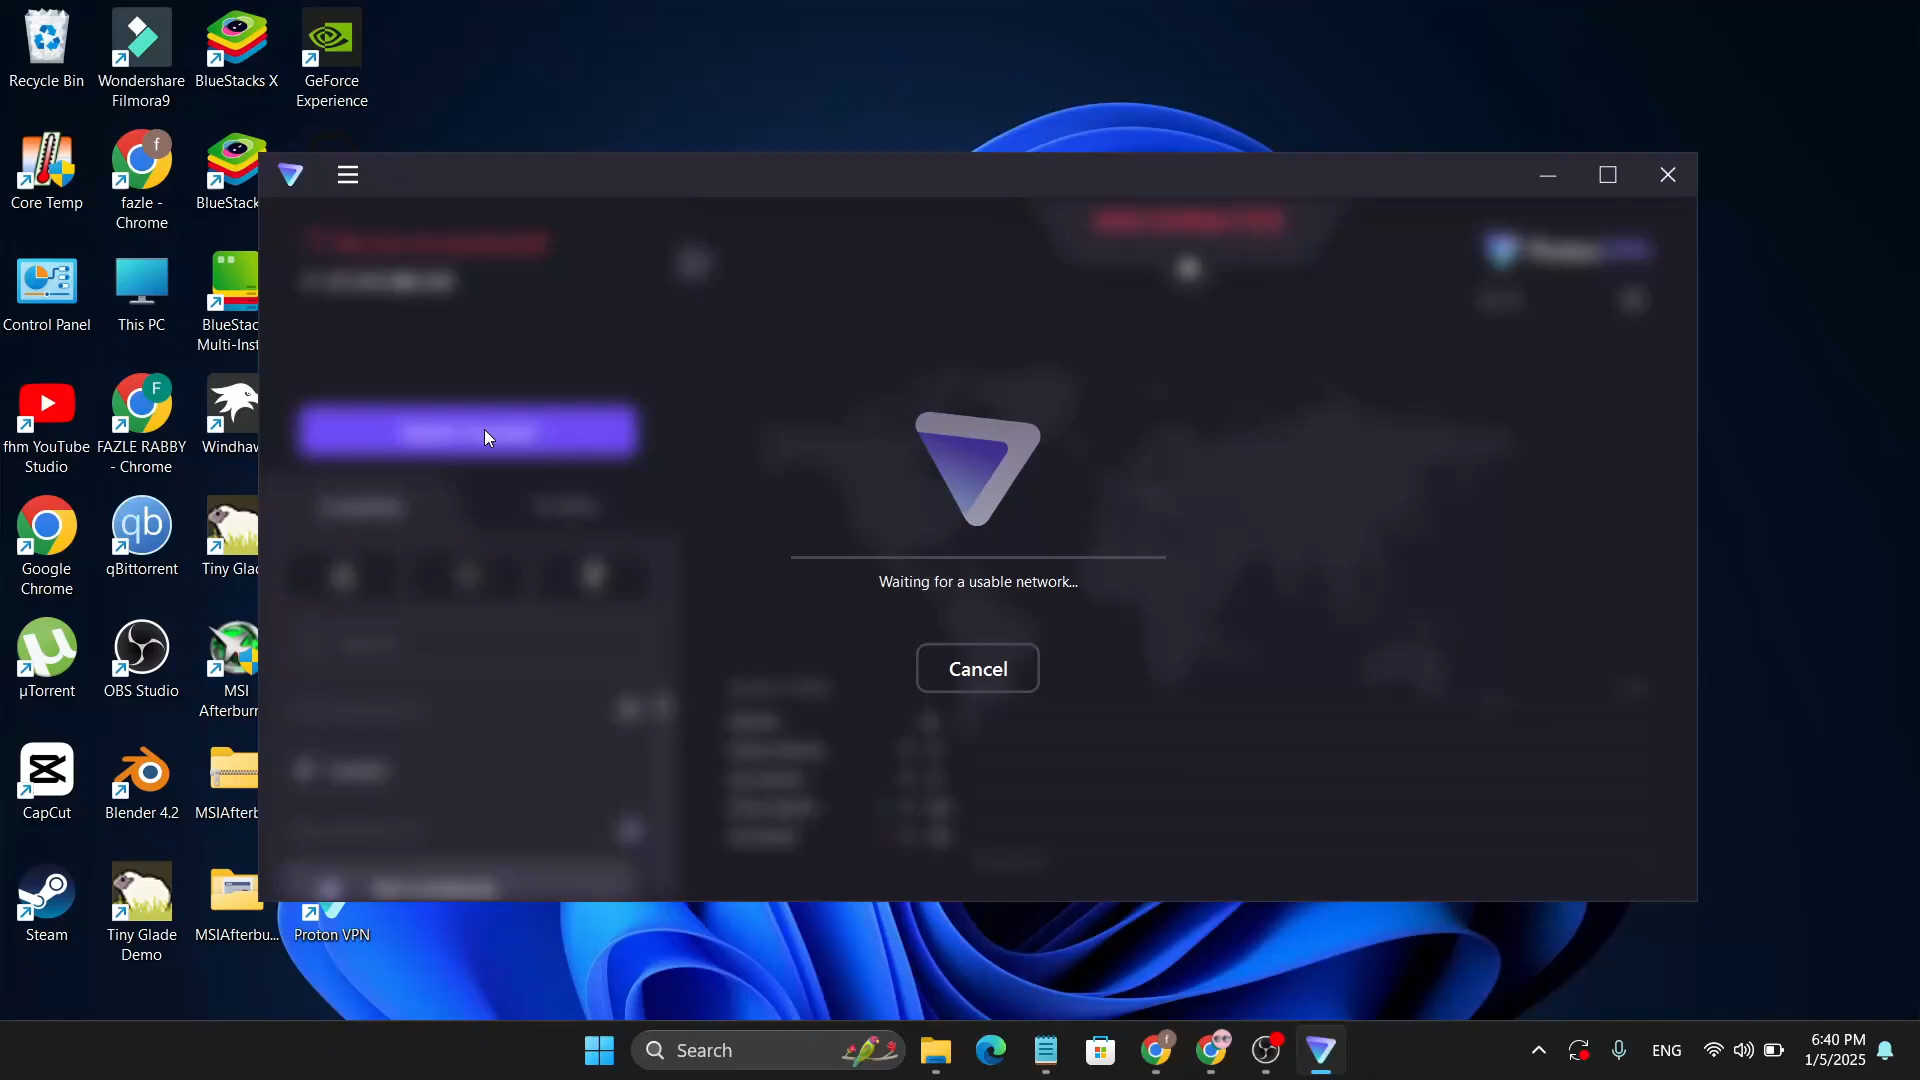 Recycle Bin
Wondershare
Filmora9
BlueStacks X
GeForce
Experience
Core Temp
fazle -
Chrome
BlueStack
Control Panel
This PC
BlueStac
Multi-Inst
fhm YouTube
Studio
FAZLE RABBY
- Chrome
Windhaw
Google
Chrome
qBittorrent
Tiny Glad
µTorrent
OBS Studio
MSI
Afterburn
CapCut
Blender 4.2
MSIAfterb
Steam
Tiny Glade
Demo
MSIAfterbu...
Proton VPN
Waiting for a usable network...
Cancel
Search
ENG
6:40 PM
1/5/2025